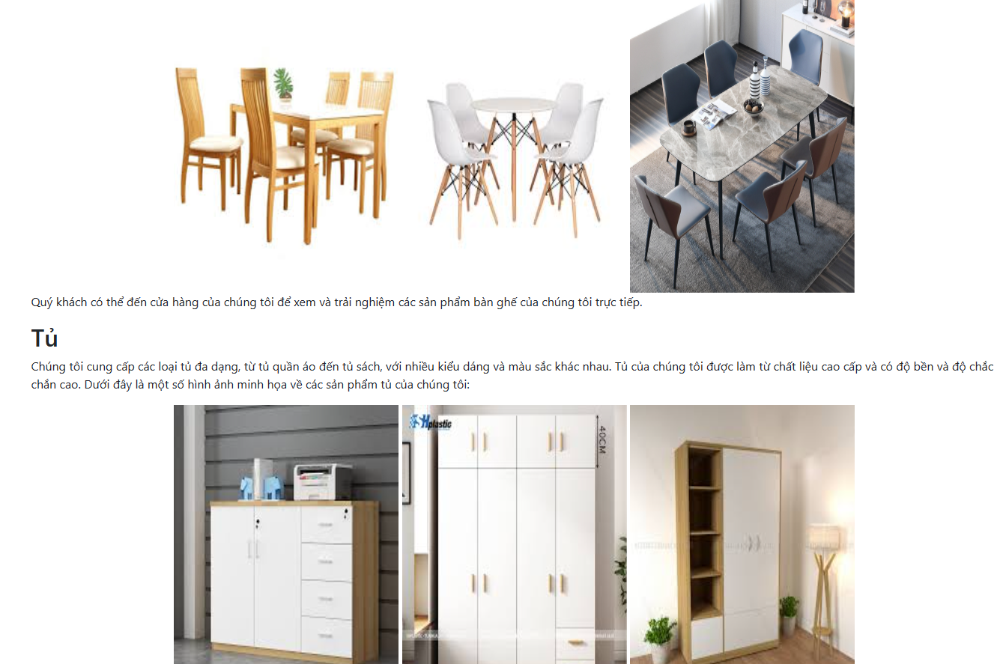 Quý khách có thể đến cửa hàng của chúng tôi để xem và trải nghiệm các sản phẩm bàn ghế của chúng tôi trực tiếp.
Tủ
Chúng tôi cung cấp các loại tủ đa dạng, từ tủ quần áo đến tủ sách, với nhiều kiểu dáng và màu sắc khác nhau. Tủ của chúng tôi được làm từ chất liệu cao cấp và có độ bền và độ chắc
chắn cao. Dưới đây là một số hình ảnh minh họa về các sản phẩm tủ của chúng tôi:
Hplastic
40CM